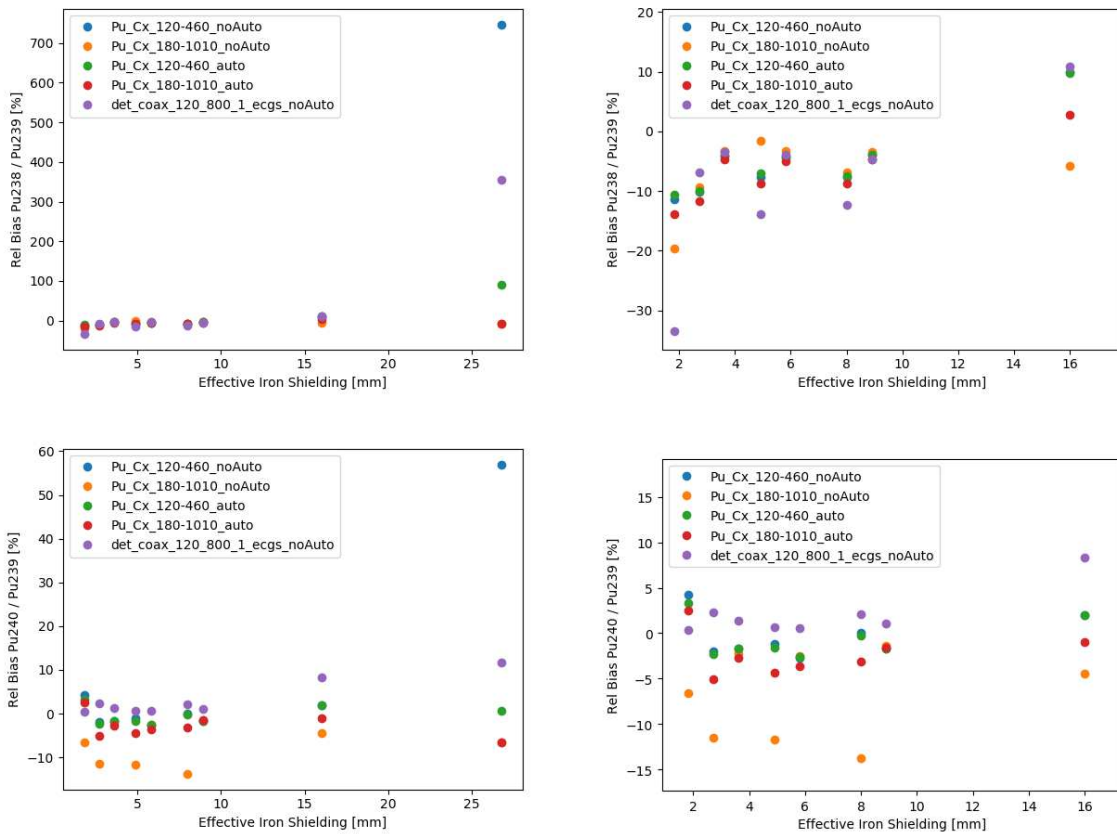 Rel Bias Pu238 / Pu239 [%]
700
600
500
400
300
200
100
0
Pu_Cx_120-460_noAuto
Pu_Cx_180-1010_noAuto
Pu_Cx_120-460_auto
Pu_Cx_180-1010_auto
det_coax_120_800_1_ecgs_noAuto
5 10 15 20 25
Effective Iron Shielding [mm]
Rel Bias Pu238 / Pu239 [%]
20
10
0
−10
−20
−30
Pu_Cx_120-460_noAuto
Pu_Cx_180-1010_noAuto
Pu_Cx_120-460_auto
Pu_Cx_180-1010_auto
det_coax_120_800_1_ecgs_noAuto
2 4 6 8 10 12 14 16
Effective Iron Shielding [mm]
Rel Bias Pu240 / Pu239 [%]
60
50
40
30
20
10
0
−10
Pu_Cx_120-460_noAuto
Pu_Cx_180-1010_noAuto
Pu_Cx_120-460_auto
Pu_Cx_180-1010_auto
det_coax_120_800_1_ecgs_noAuto
5 10 15 20 25
Effective Iron Shielding [mm]
Rel Bias Pu240 / Pu239 [%]
15
10
5
0
−5
−10
−15
Pu_Cx_120-460_noAuto
Pu_Cx_180-1010_noAuto
Pu_Cx_120-460_auto
Pu_Cx_180-1010_auto
det_coax_120_800_1_ecgs_noAuto
2 4 6 8 10 12 14 16
Effective Iron Shielding [mm]